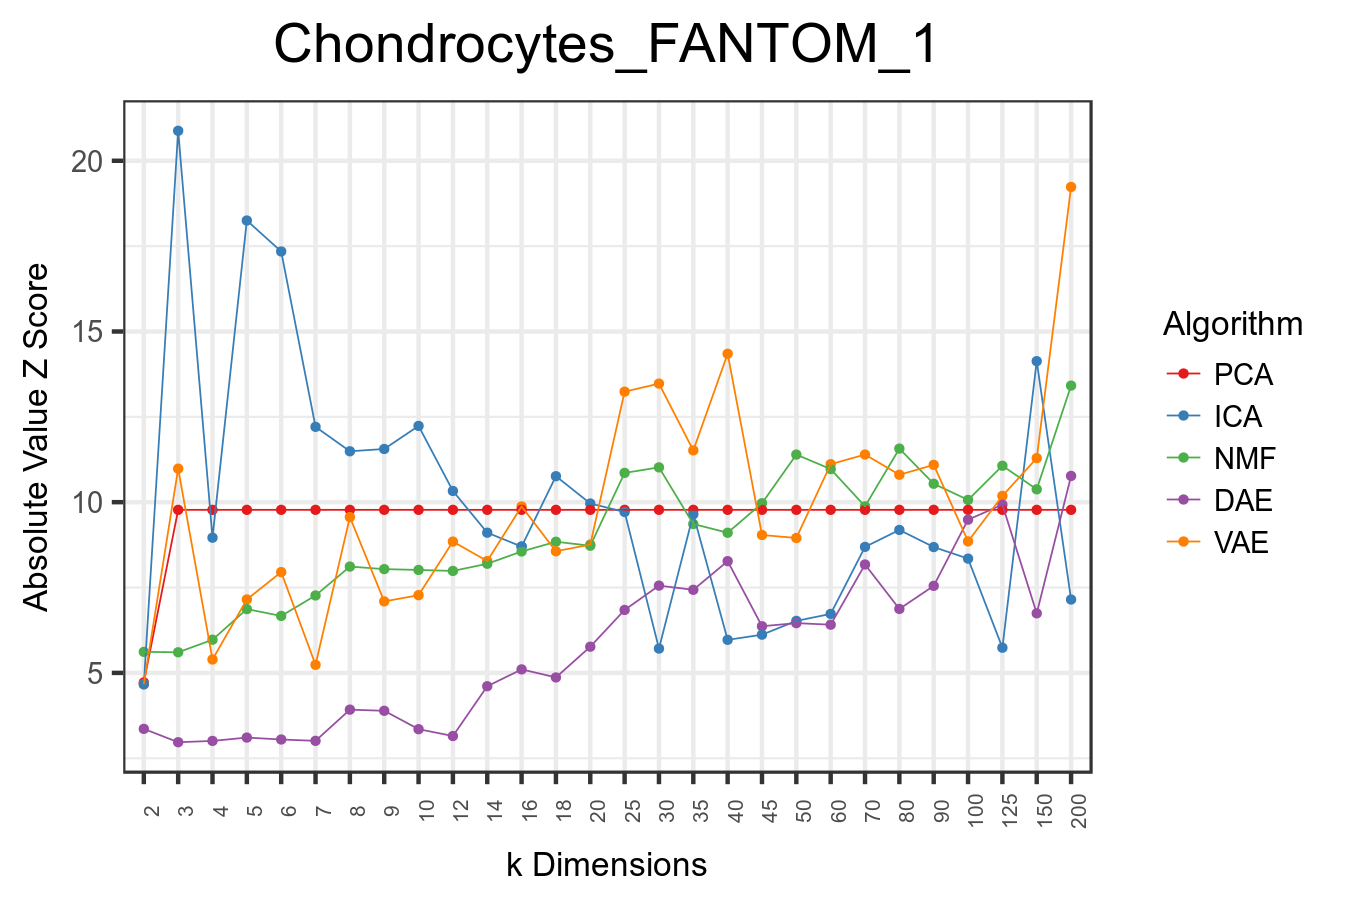 Chondrocytes_FANTOM_1
Absolute Value Z Score
20
15
10
5
2 3 4 5 6 7 8 9 10 12 14 16 18 20 25 30 35 40 45 50 60 70 80 90 100 125 150 200
k Dimensions
Algorithm
PCA
ICA
NMF
DAE
VAE